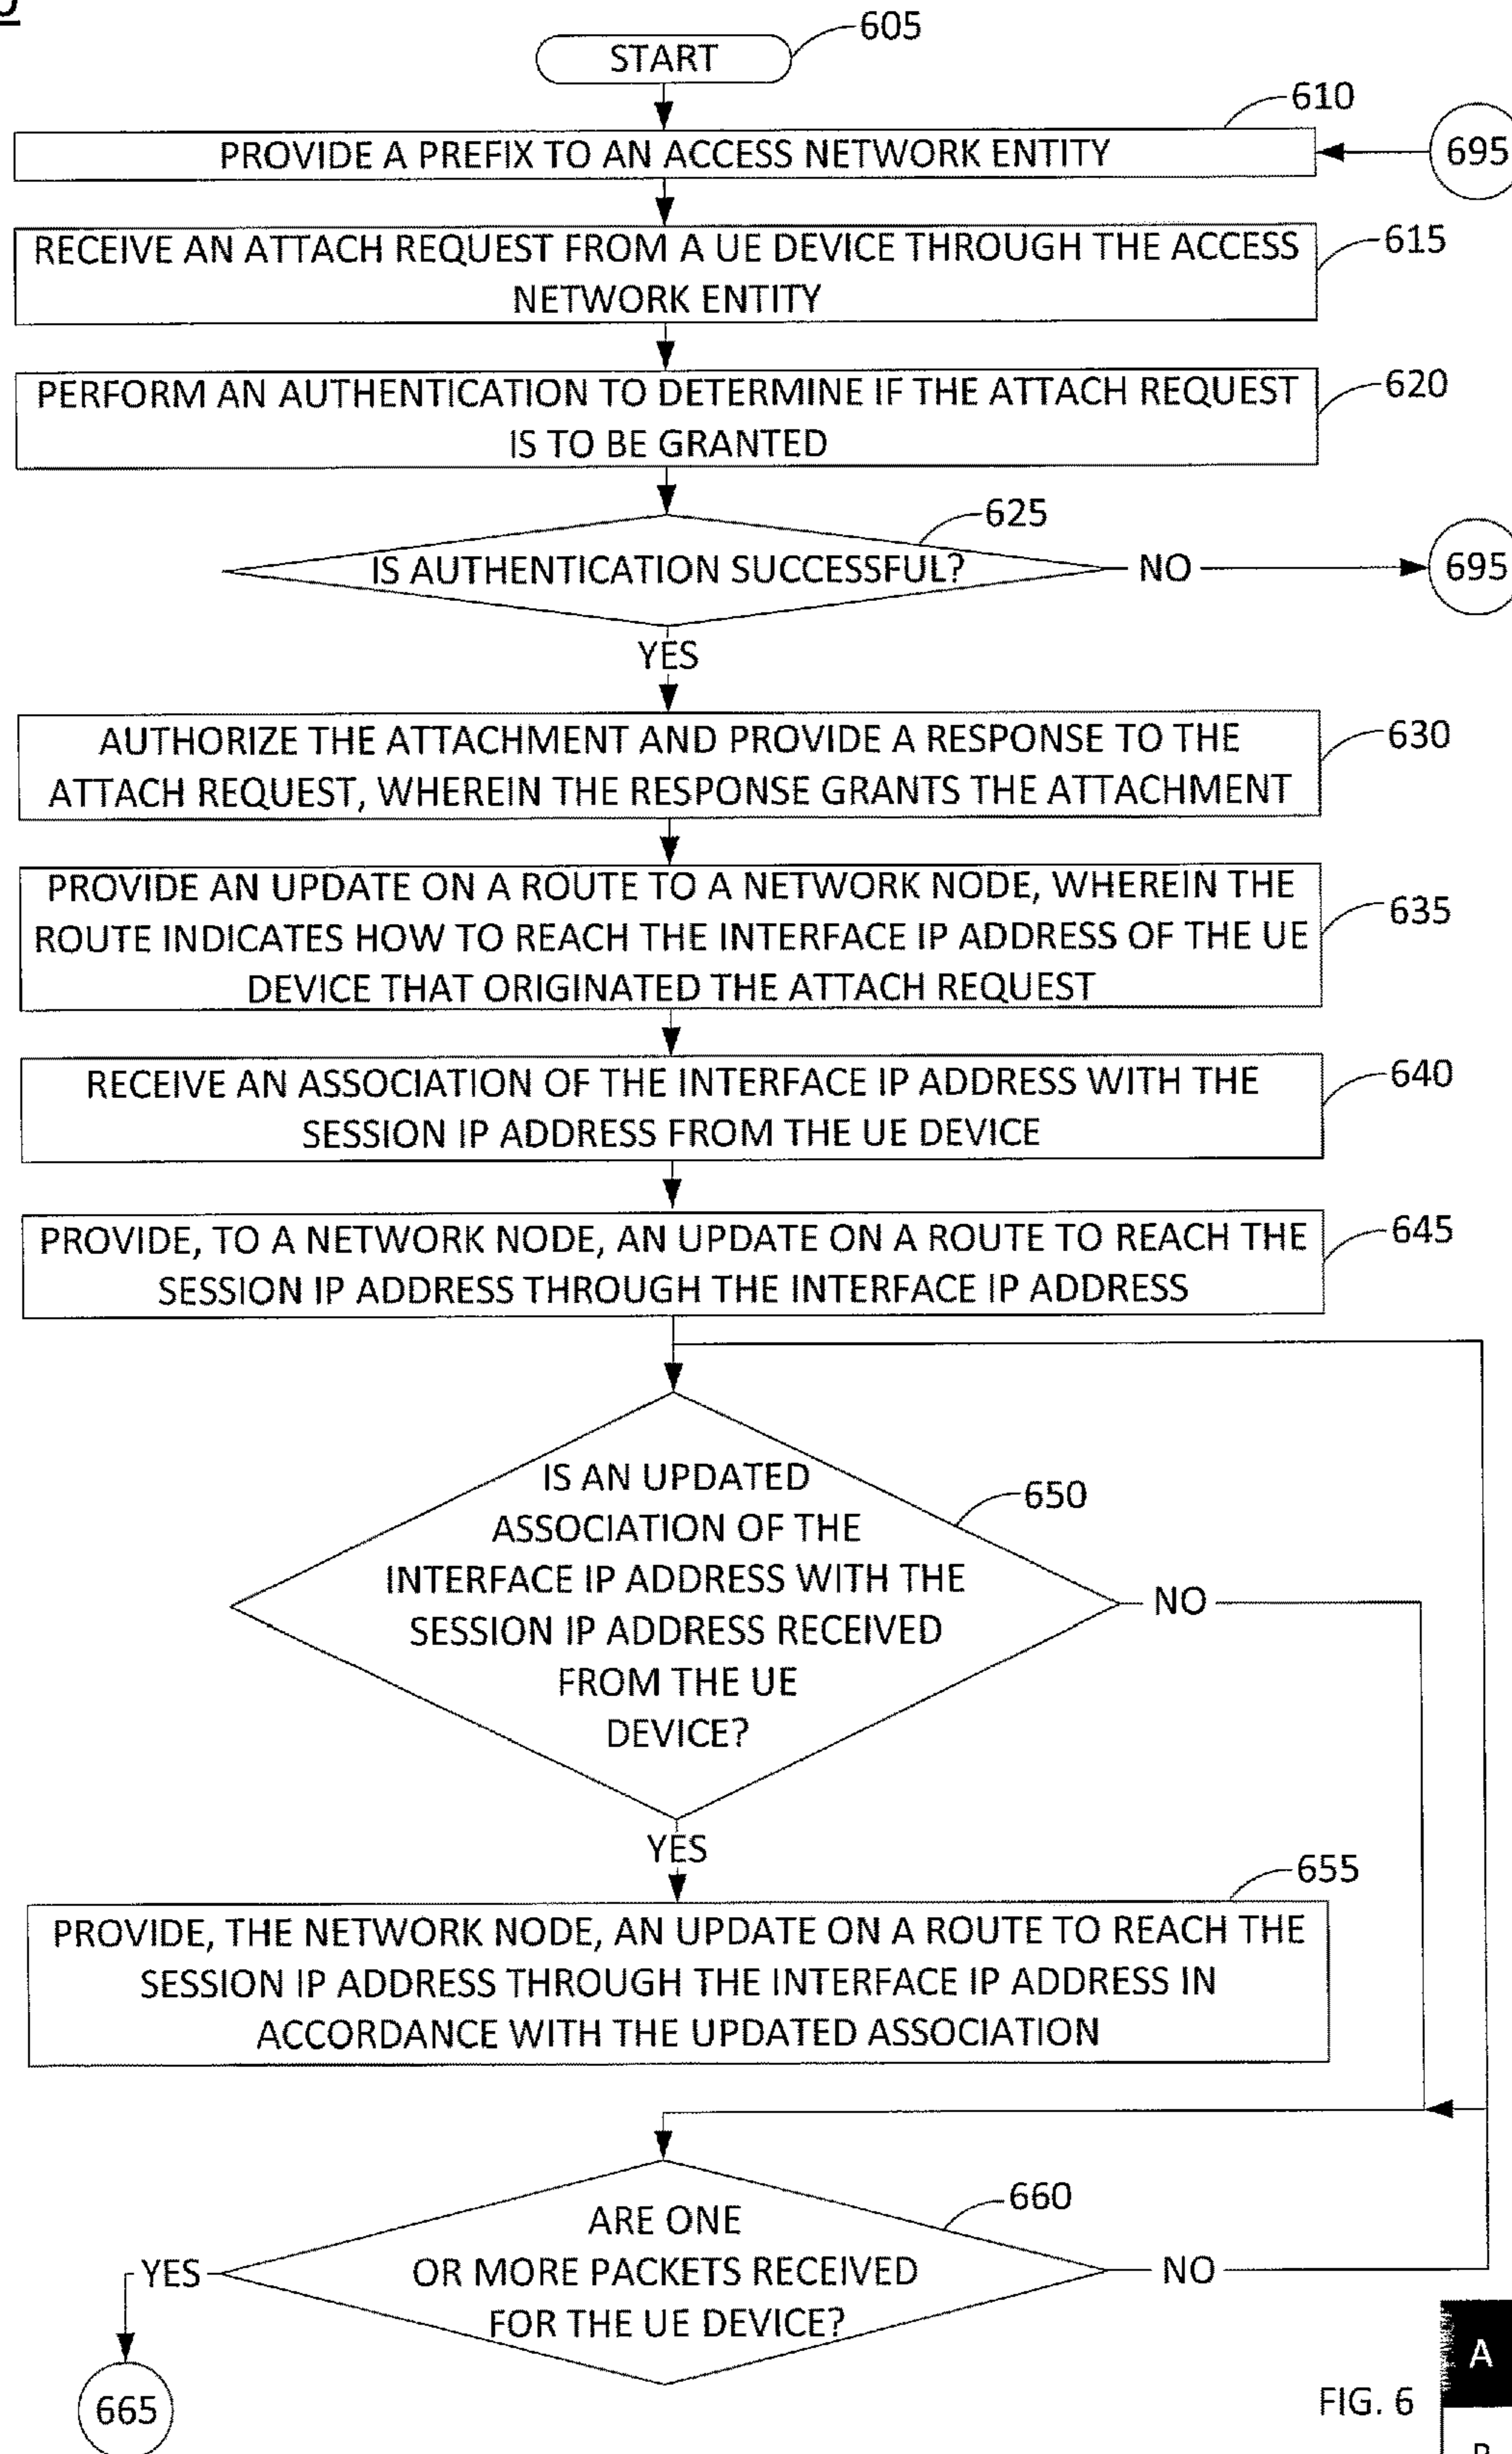 START
605
610
PROVIDE A PREFIX TO AN ACCESS NETWORK ENTITY
695
RECEIVE AN ATTACH REQUEST FROM A UE DEVICE THROUGH THE ACCESS
NETWORK ENTITY
615
PERFORM AN AUTHENTICATION TO DETERMINE IF THE ATTACH REQUEST
IS TO BE GRANTED
620
625
IS AUTHENTICATION SUCCESSFUL?
NO
695
YES
AUTHORIZE THE ATTACHMENT AND PROVIDE A RESPONSE TO THE
ATTACH REQUEST, WHEREIN THE RESPONSE GRANTS THE ATTACHMENT
630
PROVIDE AN UPDATE ON A ROUTE TO A NETWORK NODE, WHEREIN THE
ROUTE INDICATES HOW TO REACH THE INTERFACE IP ADDRESS OF THE UE
DEVICE THAT ORIGINATED THE ATTACH REQUEST
635
RECEIVE AN ASSOCIATION OF THE INTERFACE IP ADDRESS WITH THE
SESSION IP ADDRESS FROM THE UE DEVICE
640
PROVIDE, TO A NETWORK NODE, AN UPDATE ON A ROUTE TO REACH THE
SESSION IP ADDRESS THROUGH THE INTERFACE IP ADDRESS
645
IS AN UPDATED
ASSOCIATION OF THE
INTERFACE IP ADDRESS WITH THE
SESSION IP ADDRESS RECEIVED
FROM THE UE
DEVICE?
650
NO
YES
655
PROVIDE, THE NETWORK NODE, AN UPDATE ON A ROUTE TO REACH THE
SESSION IP ADDRESS THROUGH THE INTERFACE IP ADDRESS IN
ACCORDANCE WITH THE UPDATED ASSOCIATION
660
ARE ONE
OR MORE PACKETS RECEIVED
FOR THE UE DEVICE?
YES
NO
665
FIG. 6
A